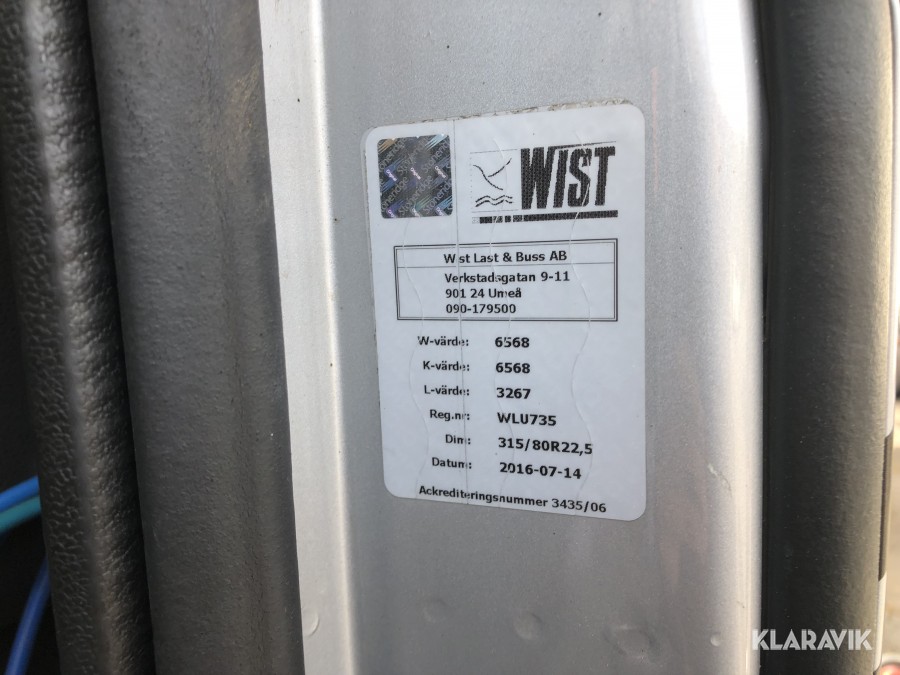 WIST
Wist Last & Buss AB
Verkstadsgatan 9-11
901 24 Umeå
090-179500
W-värde: 6568
K-värde: 6568
L-värde: 3267
Reg.nr: WLU735
Dim: 315/80R22,5
Datum: 2016-07-14
Ackrediteringsnummer 3435/06
KLARAVIK